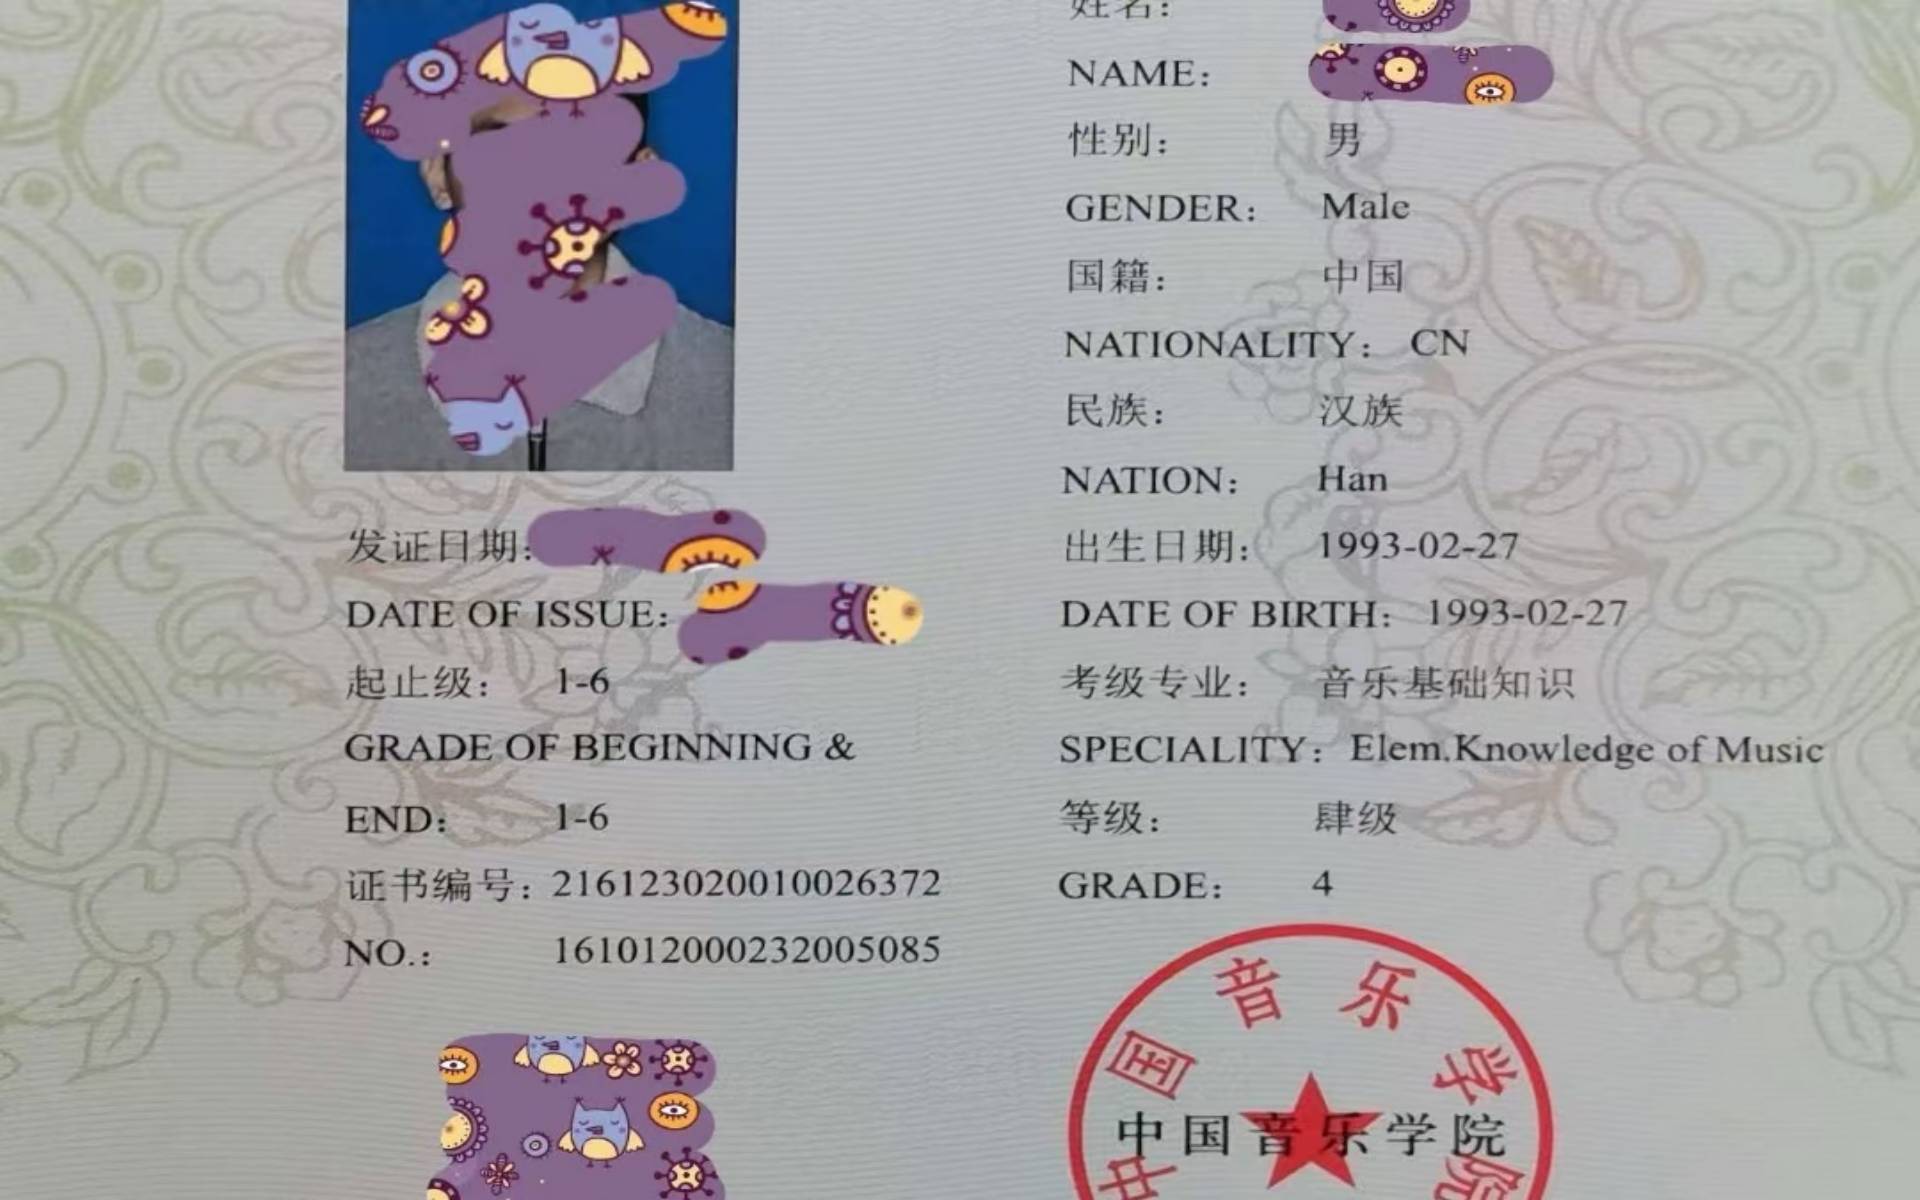 姓名：
NAME：
性别： 男
GENDER： Male
国籍： 中国
NATIONALITY： CN
民族： 汉族
NATION： Han
出生日期： 1993-02-27
DATE OF BIRTH： 1993-02-27
考级专业： 音乐基础知识
SPECIALITY：Elem.Knowledge of Music
等级： 肆级
GRADE： 4
发证日期:
DATE OF ISSUE：
起止级： 1-6
GRADE OF BEGINNING &
END： 1-6
证书编号：216123020010026372
NO.： 161012000232005085
中国音乐学院
中国音乐学院